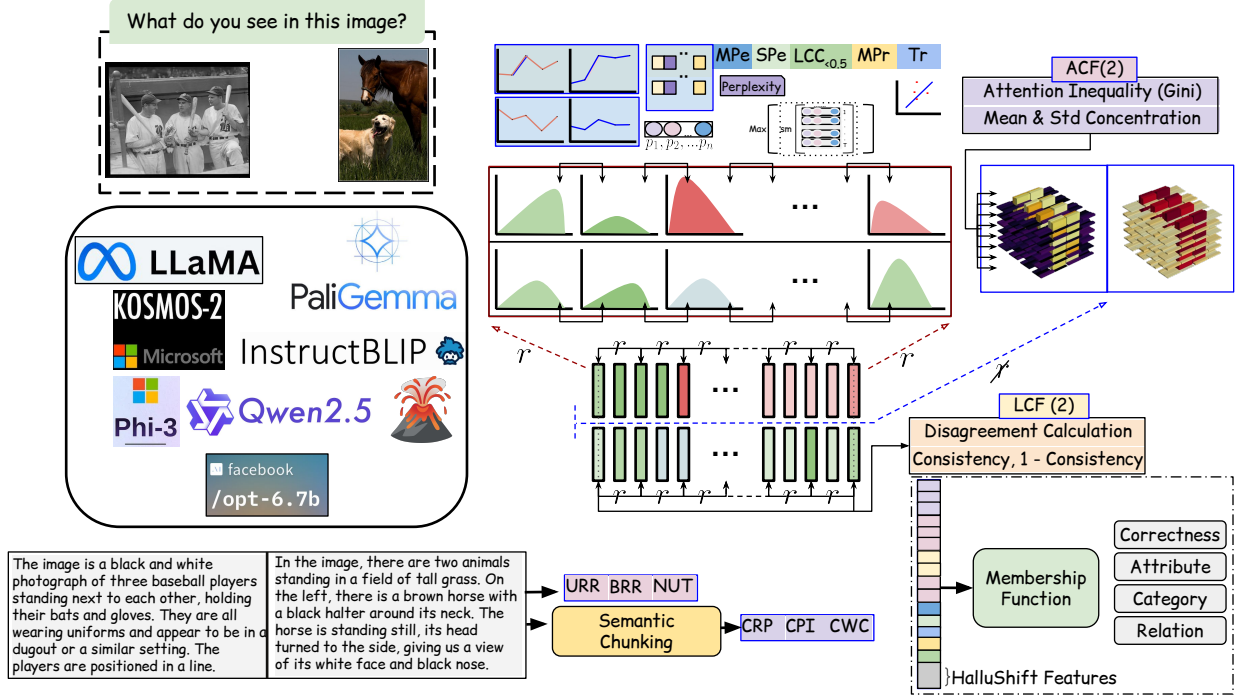 What do you see in this image?
LLaMA
PaliGemma
KOSMOS-2
Microsoft
InstructBLIP
Phi-3
Qwen2.5
facebook
/opt-6.7b
MPe SPe LCC<0.5 MPr Tr
Perplexity
p1, p2, ...pn
Max
sm
ACF(2)
Attention Inequality (Gini)
Mean & Std Concentration
...
...
r
r
r
r r r r r
...
...
r r r r r
LCF (2)
Disagreement Calculation
Consistency, 1 - Consistency
The image is a black and white
photograph of three baseball players
standing next to each other, holding
their bats and gloves. They are all
wearing uniforms and appear to be in a
dugout or a similar setting. The
players are positioned in a line.
In the image, there are two animals
standing in a field of tall grass. On
the left, there is a brown horse with
a black halter around its neck. The
horse is standing still, its head
turned to the side, giving us a view
of its white face and black nose.
URR BRR NUT
Semantic
Chunking
CRP CPI CWC
Membership
Function
Correctness
Attribute
Category
Relation
}HalluShift Features